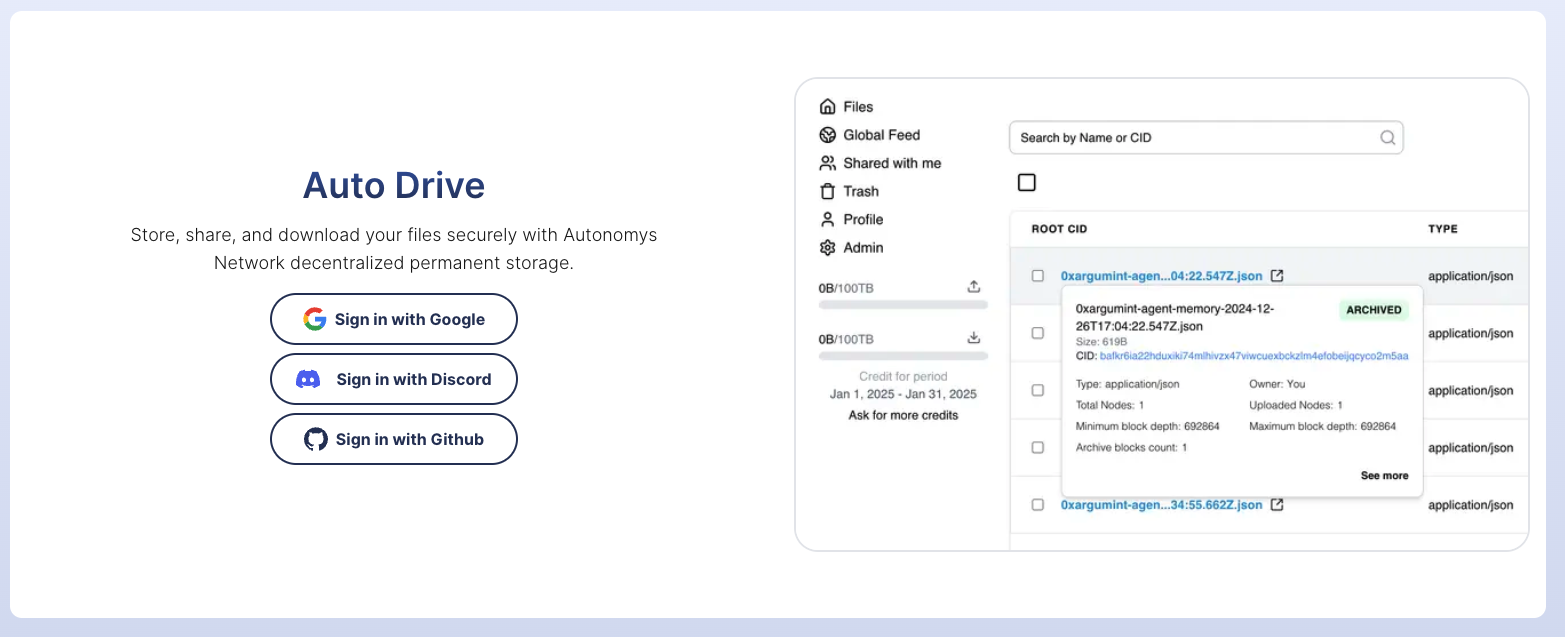 Auto Drive
Store, share, and download your files securely with Autonomys
Network decentralized permanent storage.
Sign in with Google
Sign in with Discord
Sign in with Github
Files
Global Feed
Shared with me
Trash
Profile
Admin
0B/100TB
0B/100TB
Credit for period
Jan 1, 2025 - Jan 31, 2025
Ask for more credits
Search by Name or CID
ROOT CID TYPE
0xargumint-agen...04:22.547Z.json application/json
0xargumint-agent-memory-2024-12-
26T17:04:22.547Z.json
ARCHIVED
Size: 619B
CID: bafkr6ia22hduxiki74mlhivzx47viwcuexbckzlm4efobeijqcyco2m5aa
Type: application/json Owner: You
Total Nodes: 1 Uploaded Nodes: 1
Minimum block depth: 692864 Maximum block depth: 692864
Archive blocks count: 1
See more
application/json
application/json
application/json
0xargumint-agen...34:55.662Z.json application/json